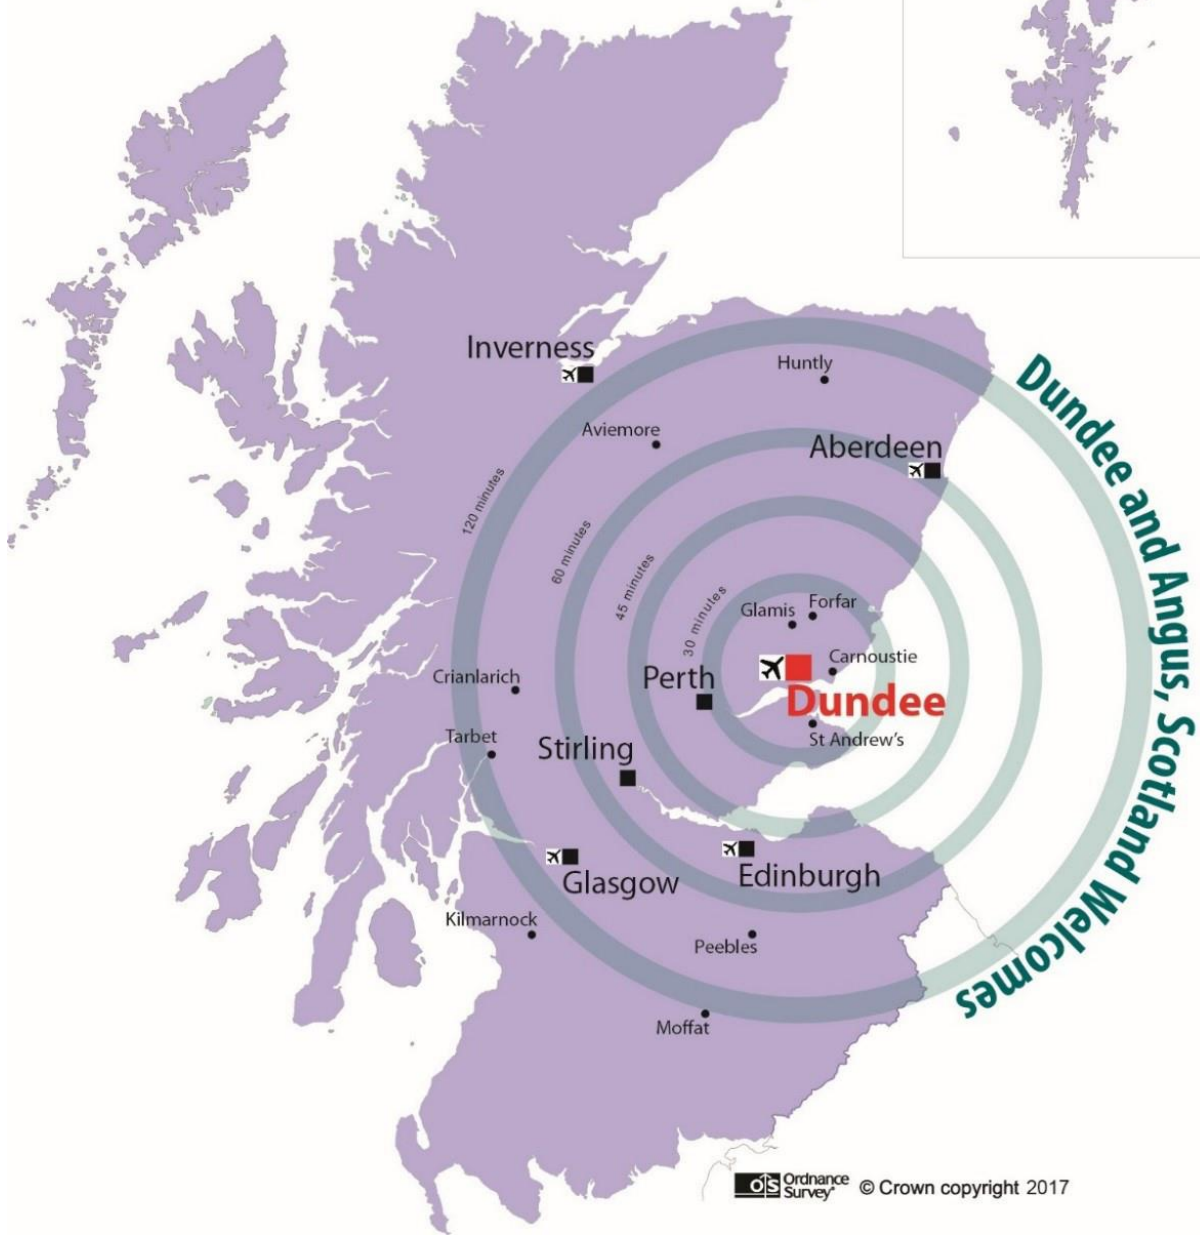 Inverness
Huntly
Aviemore
Aberdeen
120 minutes
60 minutes
45 minutes
30 minutes
Glamis
Forfar
Carnoustie
Crianlarich
Perth
Dundee
Tarbet
Stirling
St Andrew's
Glasgow
Edinburgh
Kilmarnock
Peebles
Moffat
Dundee and Angus, Scotland Welcomes
OS Ordnance
Survey
© Crown copyright 2017